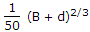 1/50 (B + d)^2/3